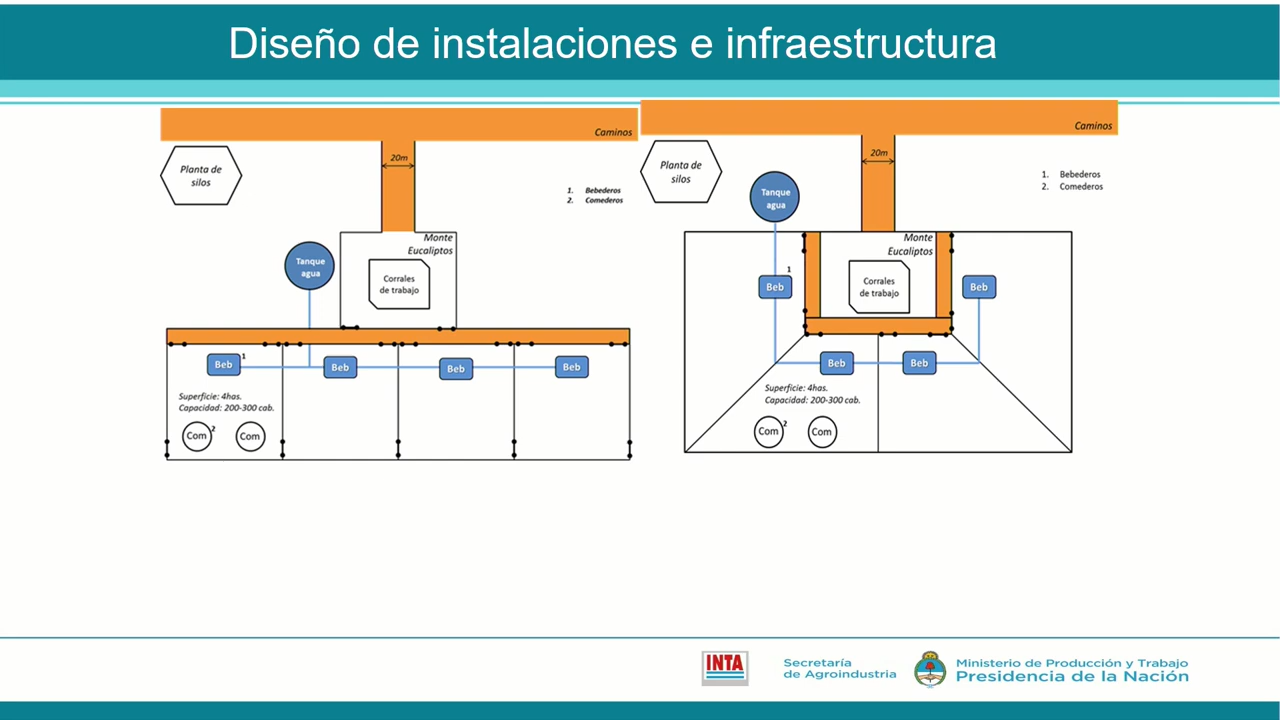 Diseño de instalaciones e infraestructura
Caminos
20m
Planta de
silos
1. Bebederos
2. Comederos
Monte
Eucaliptos
Tanque
agua
Corrales
de trabajo
Beb 1
Beb
Beb
Beb
Superficie: 4has.
Capacidad: 200-300 cab.
Com 2
Com
Caminos
20m
Planta de
silos
1. Bebederos
2. Comederos
Tanque
agua
Monte
Eucaliptos
Corrales
de trabajo
Beb 1
Beb
Beb
Beb
Superficie: 4has.
Capacidad: 200-300 cab.
Com 2
Com
INTA
Secretaría
de Agroindustria
Ministerio de Producción y Trabajo
Presidencia de la Nación